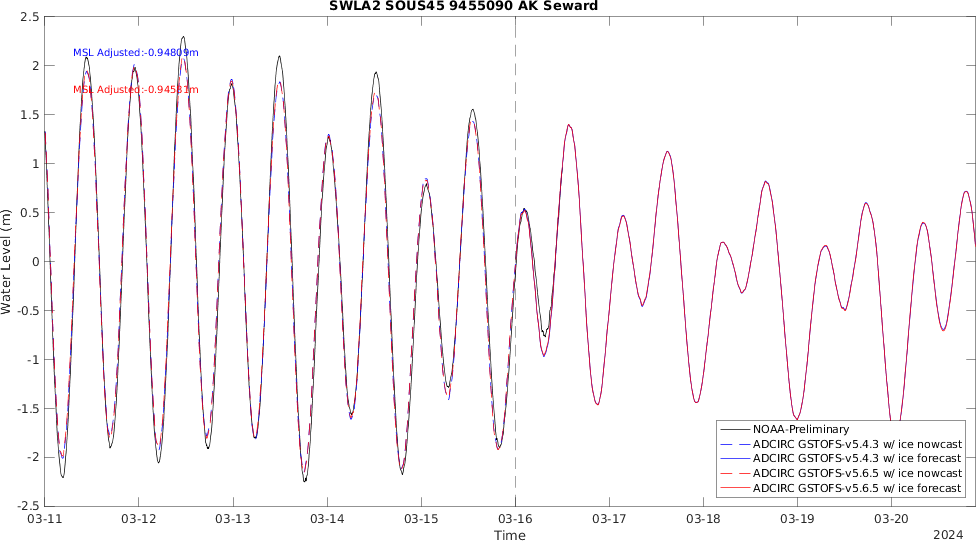 SWLA2 SOUS45 9455090 AK Seward
2.5
2
1.5
1
0.5
0
-0.5
-1
-1.5
-2
-2.5
Water Level (m)
MSL Adjusted:-0.94809m
MSL Adjusted:-0.94531m
NOAA-Preliminary
ADCIRC GSTOFS-v5.4.3 w/ ice nowcast
ADCIRC GSTOFS-v5.4.3 w/ ice forecast
ADCIRC GSTOFS-v5.6.5 w/ ice nowcast
ADCIRC GSTOFS-v5.6.5 w/ ice forecast
03-11 03-12 03-13 03-14 03-15 03-16 03-17 03-18 03-19 03-20
Time
2024